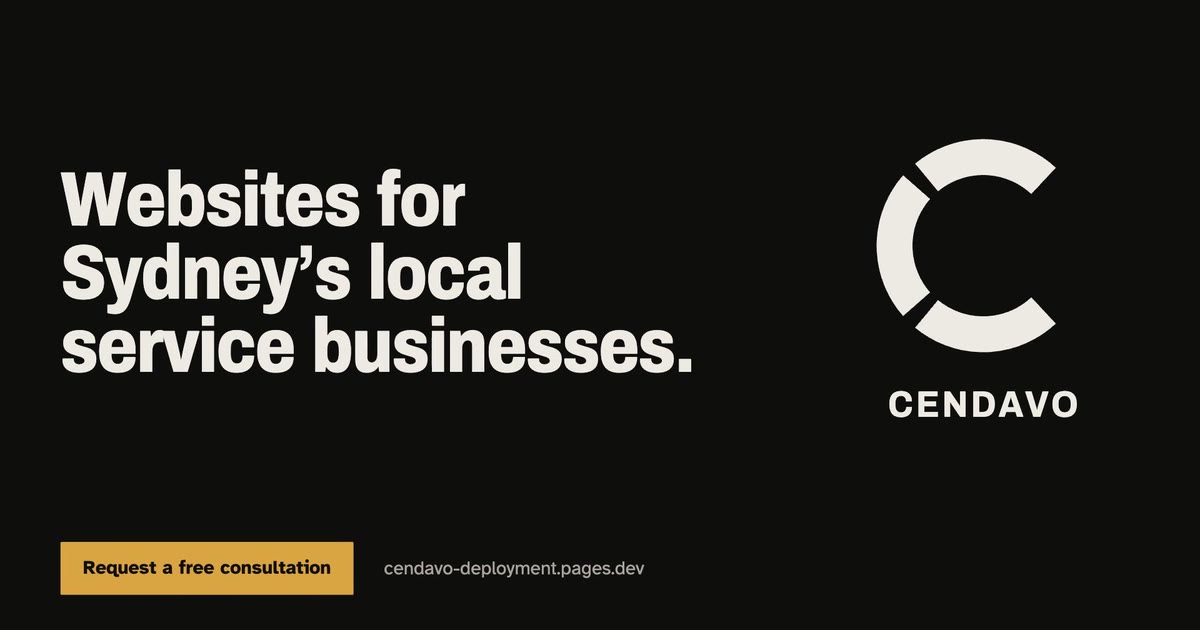 Websites for
Sydney’s local
service businesses.
CENDAVO
Request a free consultation
cendavo-deployment.pages.dev